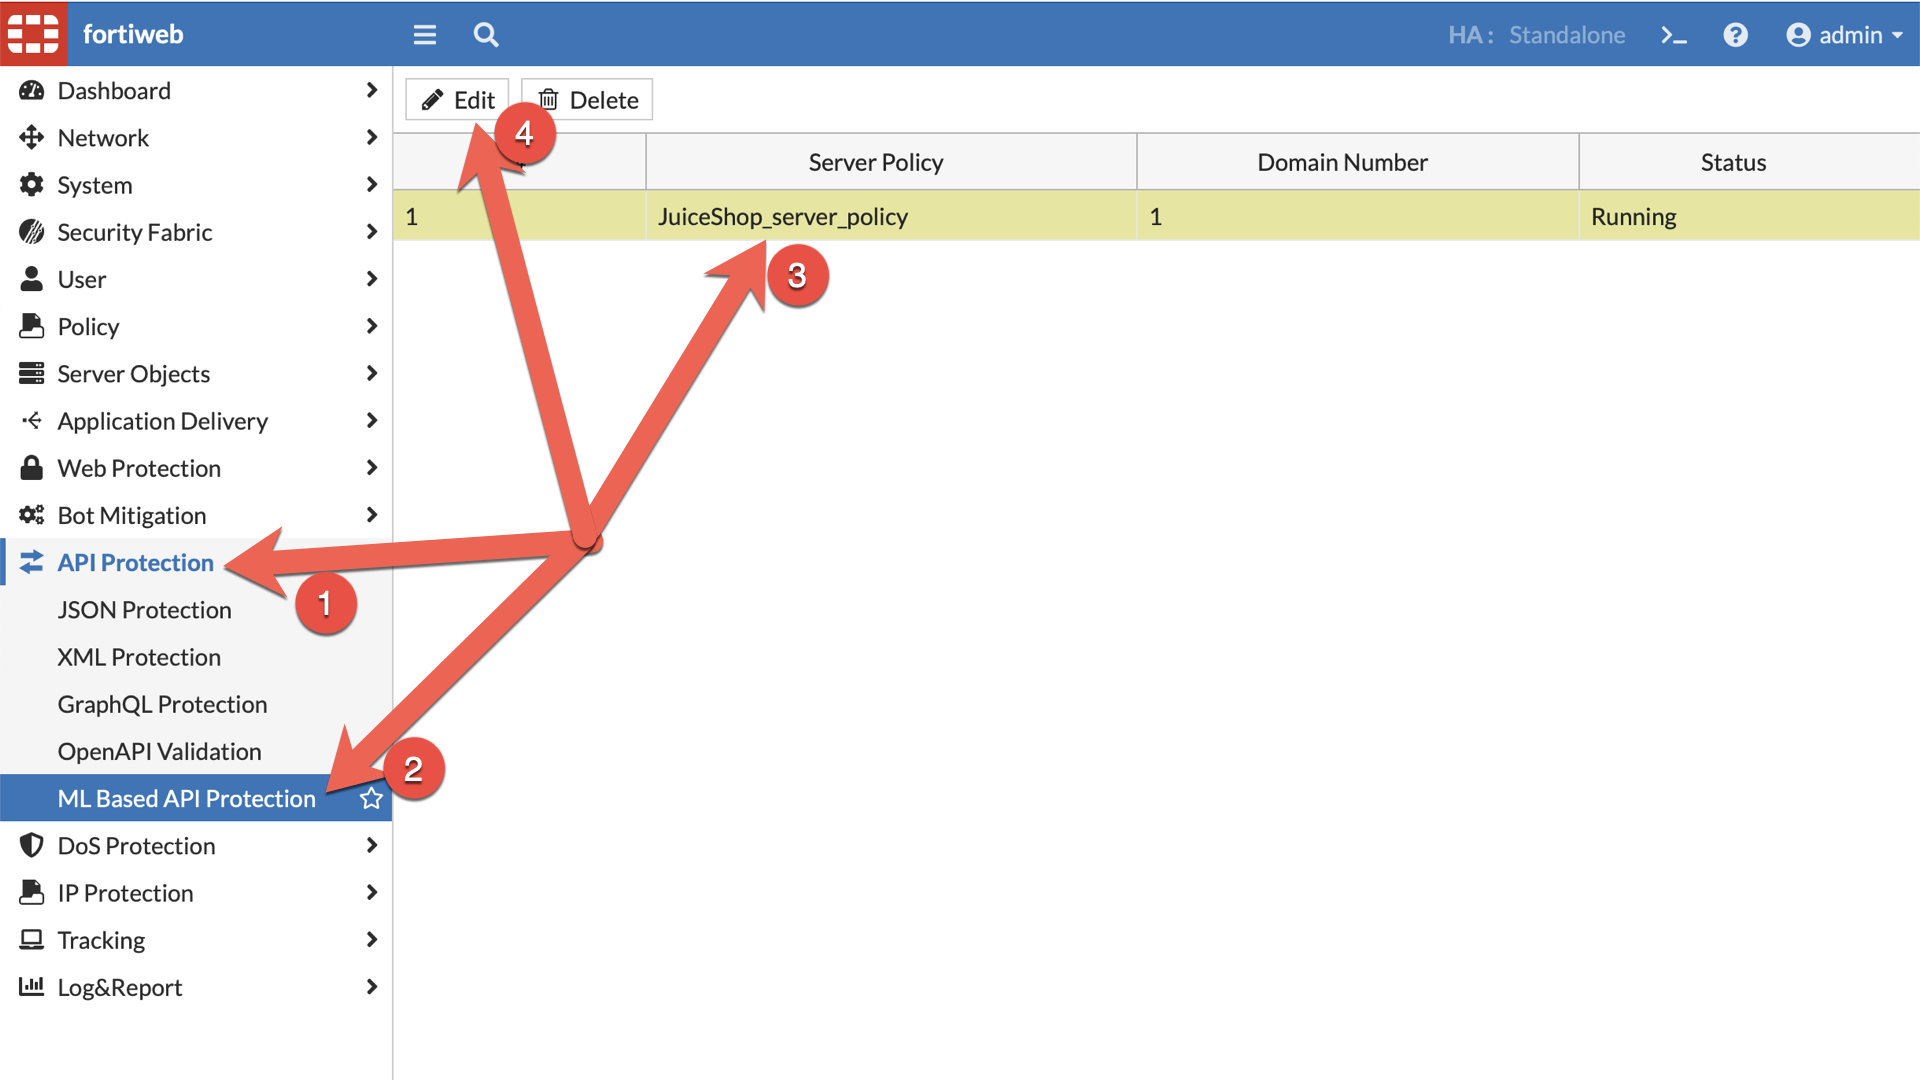 fortiweb
HA: Standalone
admin
Edit
Delete
4
Server Policy
Domain Number
Status
1
JuiceShop_server_policy
1
Running
3
Dashboard
Network
System
Security Fabric
User
Policy
Server Objects
Application Delivery
Web Protection
Bot Mitigation
API Protection
1
JSON Protection
XML Protection
GraphQL Protection
OpenAPI Validation
2
ML Based API Protection
DoS Protection
IP Protection
Tracking
Log&Report